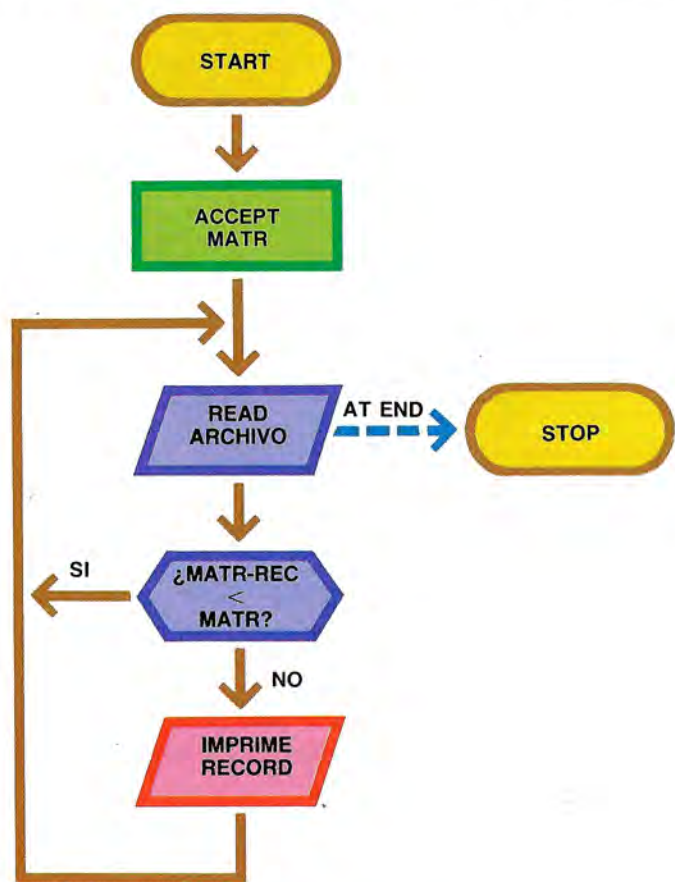 START
ACCEPT
MATR
READ
ARCHIVO
AT END
STOP
SI
¿MATR-REC
<
MATR?
NO
IMPRIME
RECORD